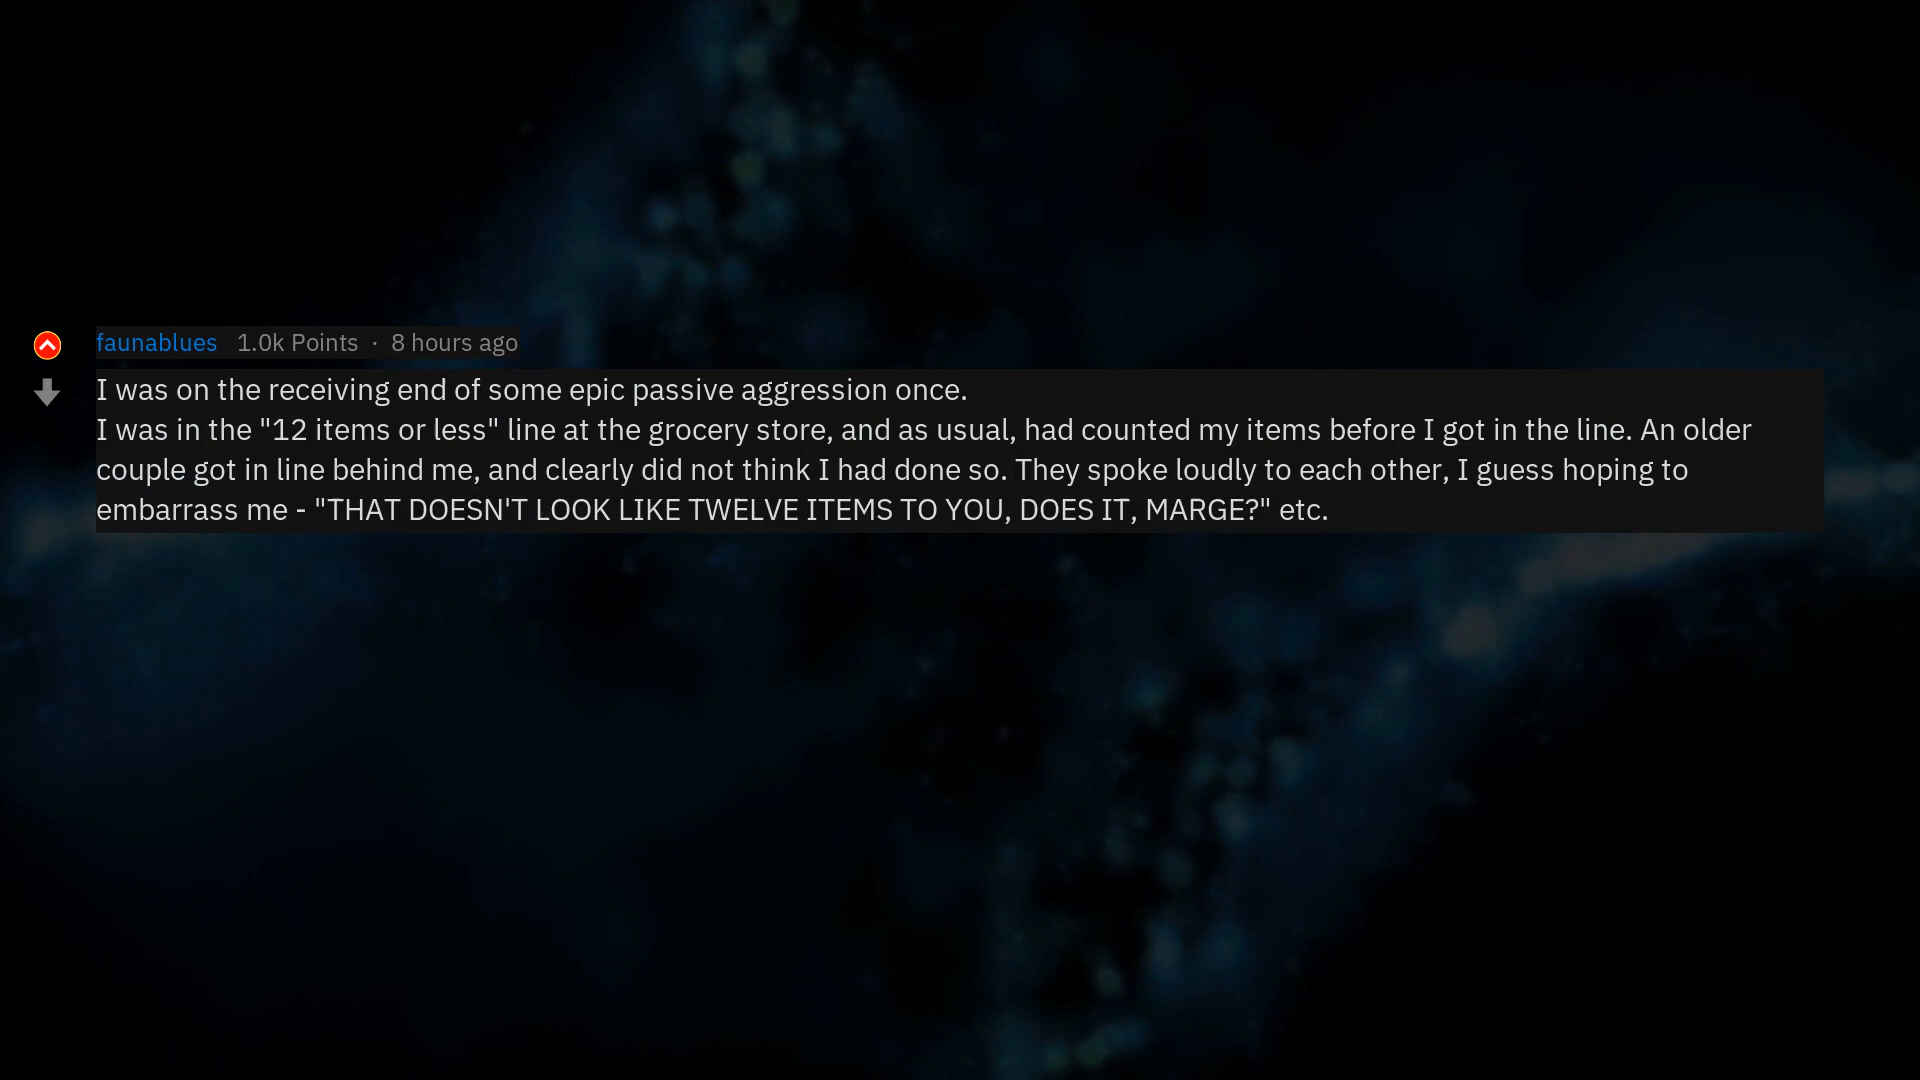 faunablues 1.0k Points · 8 hours ago
I was on the receiving end of some epic passive aggression once.
I was in the "12 items or less" line at the grocery store, and as usual, had counted my items before I got in the line. An older
couple got in line behind me, and clearly did not think I had done so. They spoke loudly to each other, I guess hoping to
embarrass me - "THAT DOESN'T LOOK LIKE TWELVE ITEMS TO YOU, DOES IT, MARGE?" etc.